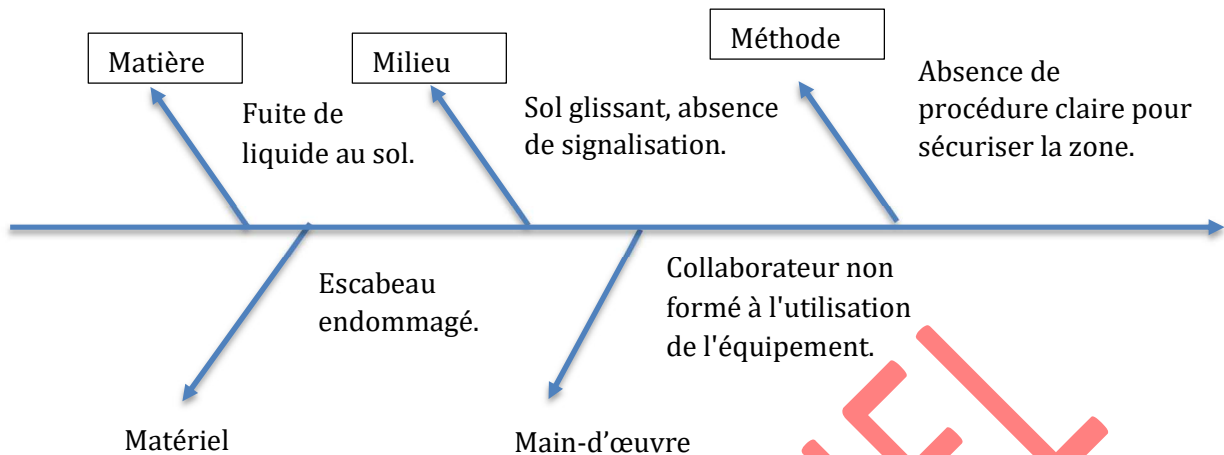 Matière
Fuite de
liquide au sol.
Milieu
Sol glissant, absence
de signalisation.
Méthode
Absence de
procédure claire pour
sécuriser la zone.
Escabeau
endommagé.
Matériel
Collaborateur non
formé à l'utilisation
de l'équipement.
Main-d’œuvre